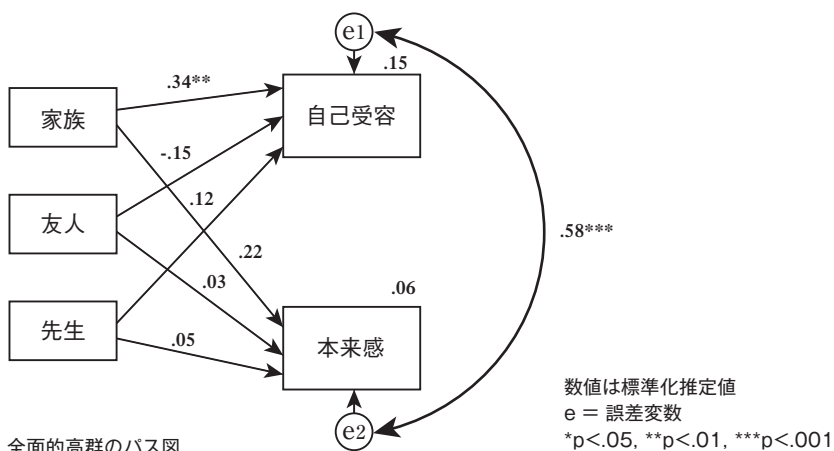 e1
.15
.34**
家族
自己受容
-.15
.12
友人
.58***
.22
.03
.06
先生
.05
本来感
数値は標準化推定値
e = 誤差変数
e2
*p<.05, **p<.01, ***p<.001
全面的高群のパス図